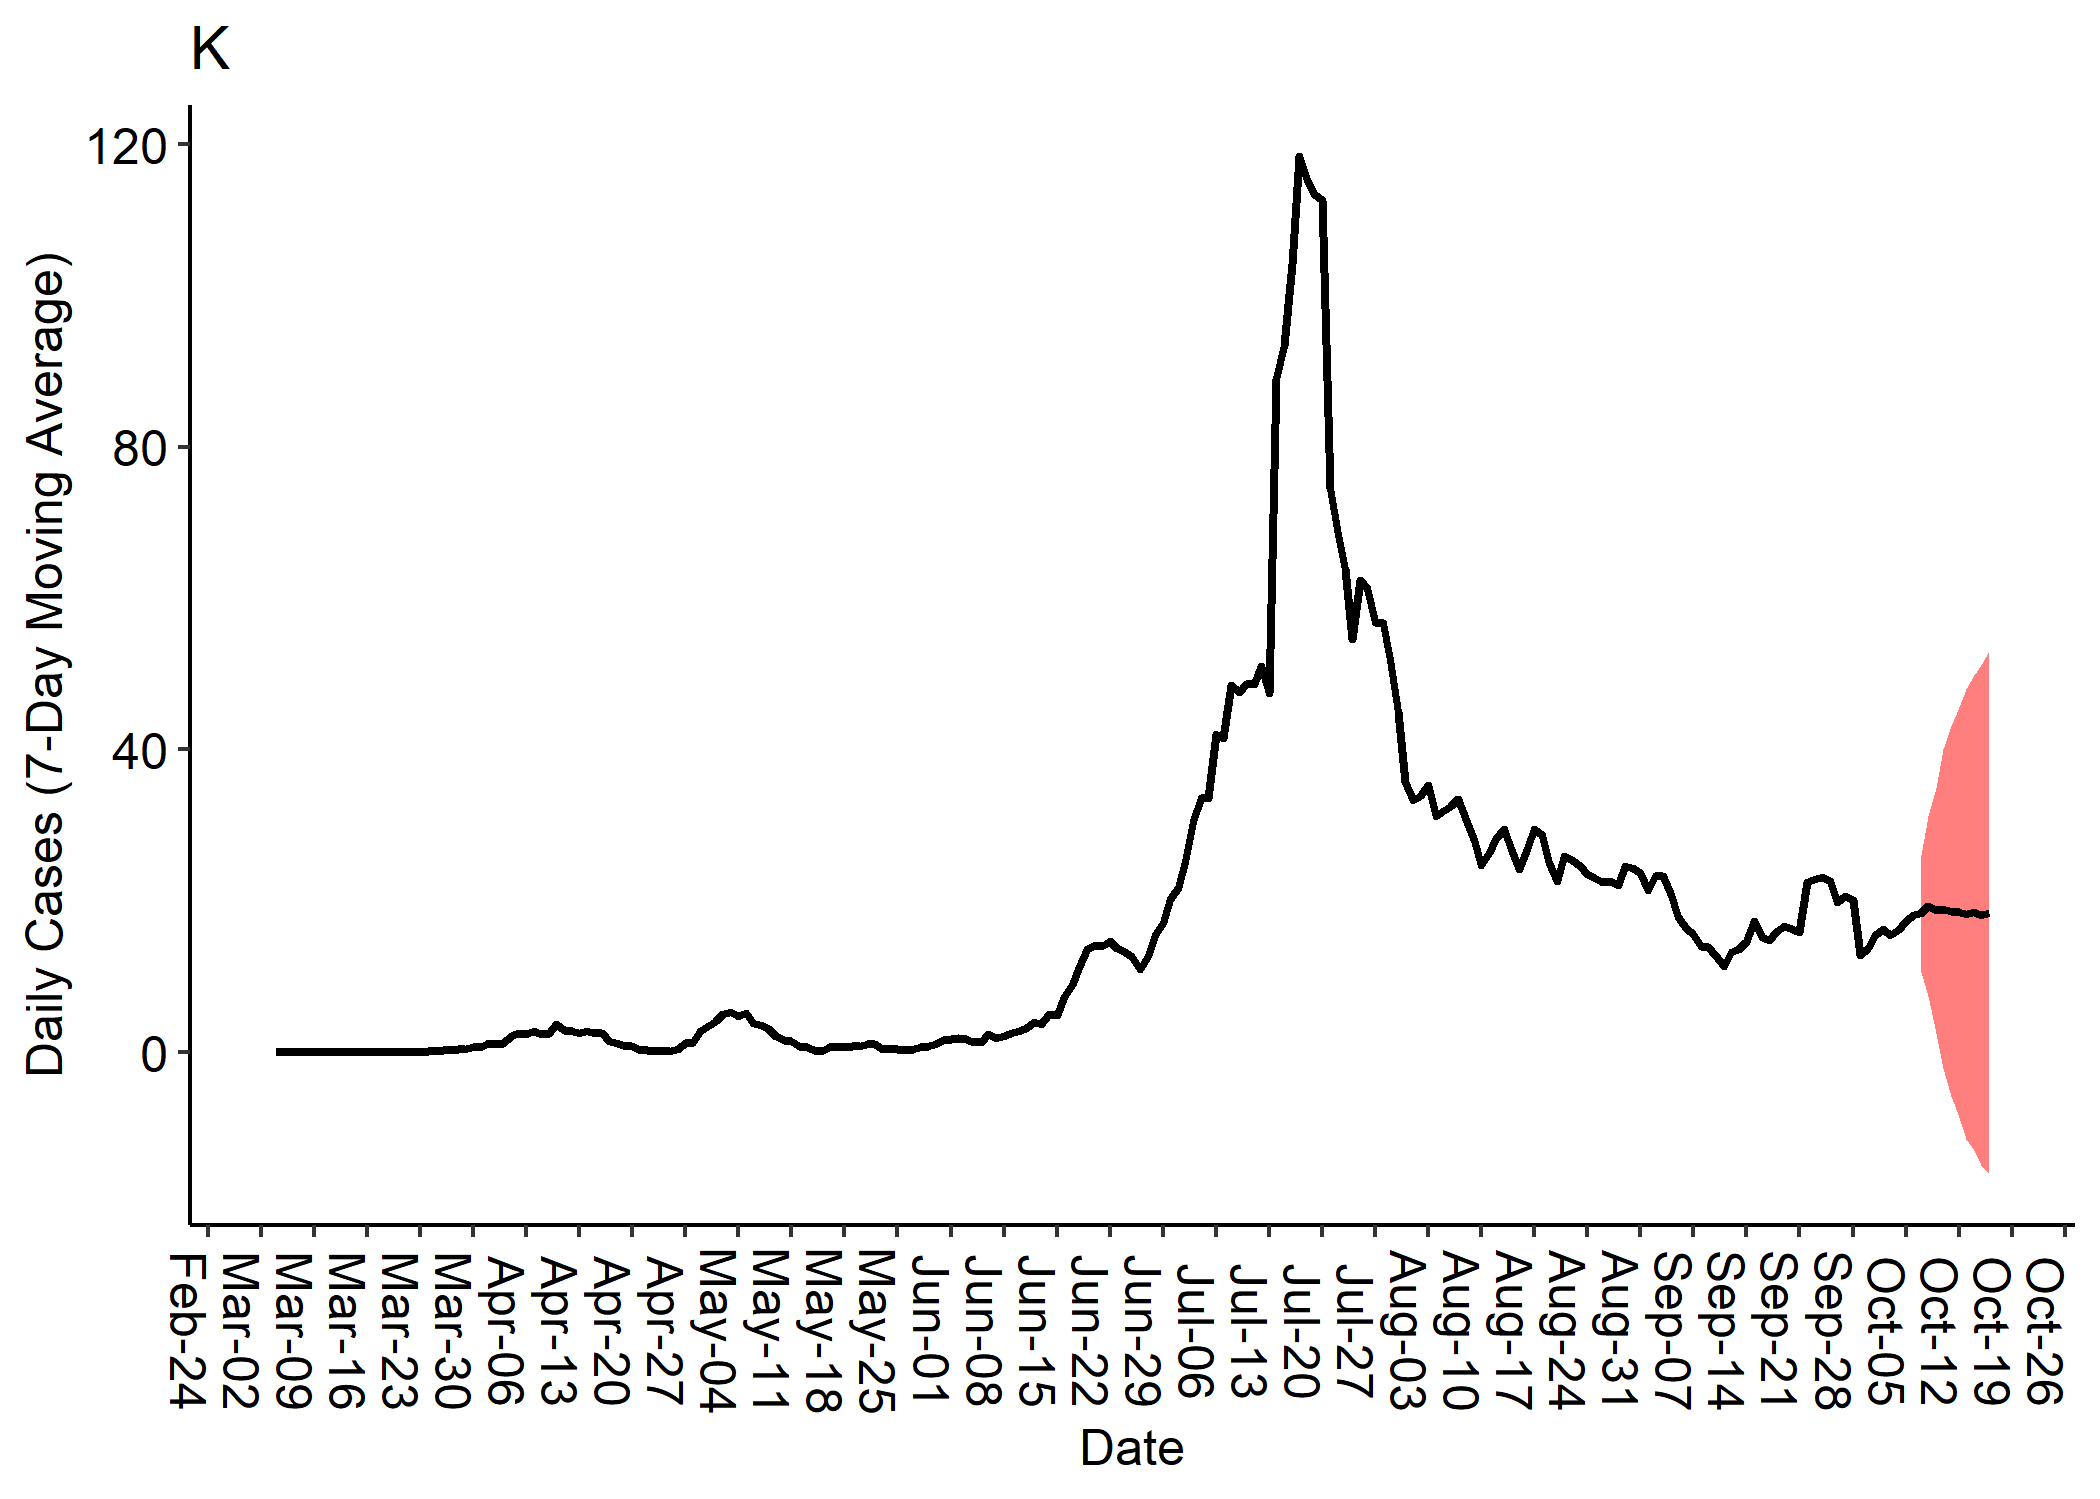 K
Daily Cases (7-Day Moving Average)
120
80
40
0
Feb-24
Mar-02
Mar-09
Mar-16
Mar-23
Mar-30
Apr-06
Apr-13
Apr-20
Apr-27
May-04
May-11
May-18
May-25
Jun-01
Jun-08
Jun-15
Jun-22
Jun-29
Jul-06
Jul-13
Jul-20
Jul-27
Aug-03
Aug-10
Aug-17
Aug-24
Aug-31
Sep-07
Sep-14
Sep-21
Sep-28
Oct-05
Oct-12
Oct-19
Oct-26
Date